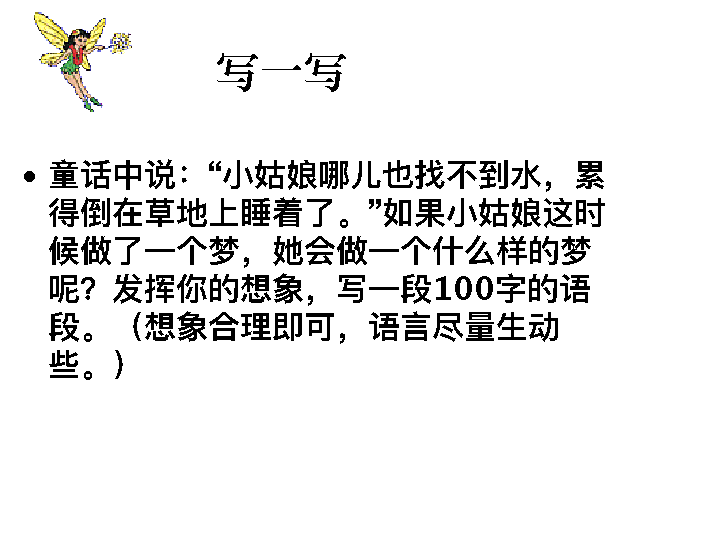 写一写
• 童话中说：“小姑娘哪儿也找不到水，累
得倒在草地上睡着了。”如果小姑娘这时
候做了一个梦，她会做一个什么样的梦
呢？发挥你的想象，写一段100字的语
段。（想象合理即可，语言尽量生动
些。）